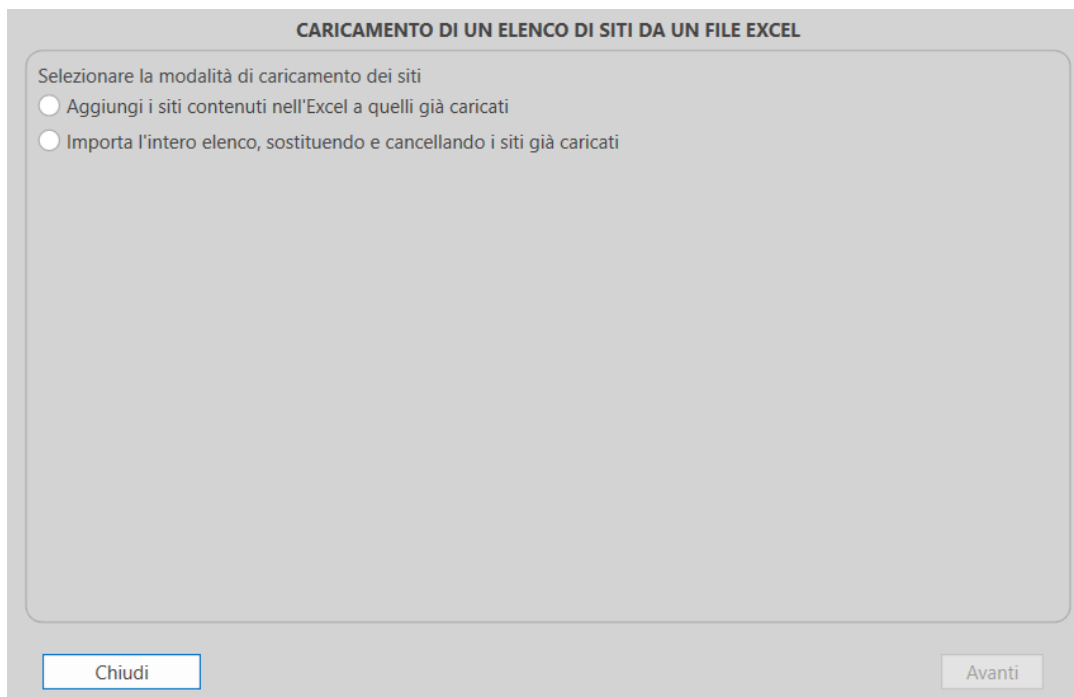 CARICAMENTO DI UN ELENCO DI SITI DA UN FILE EXCEL
Selezionare la modalità di caricamento dei siti
Aggiungi i siti contenuti nell'Excel a quelli già caricati
Importa l'intero elenco, sostituendo e cancellando i siti già caricati
Chiudi
Avanti